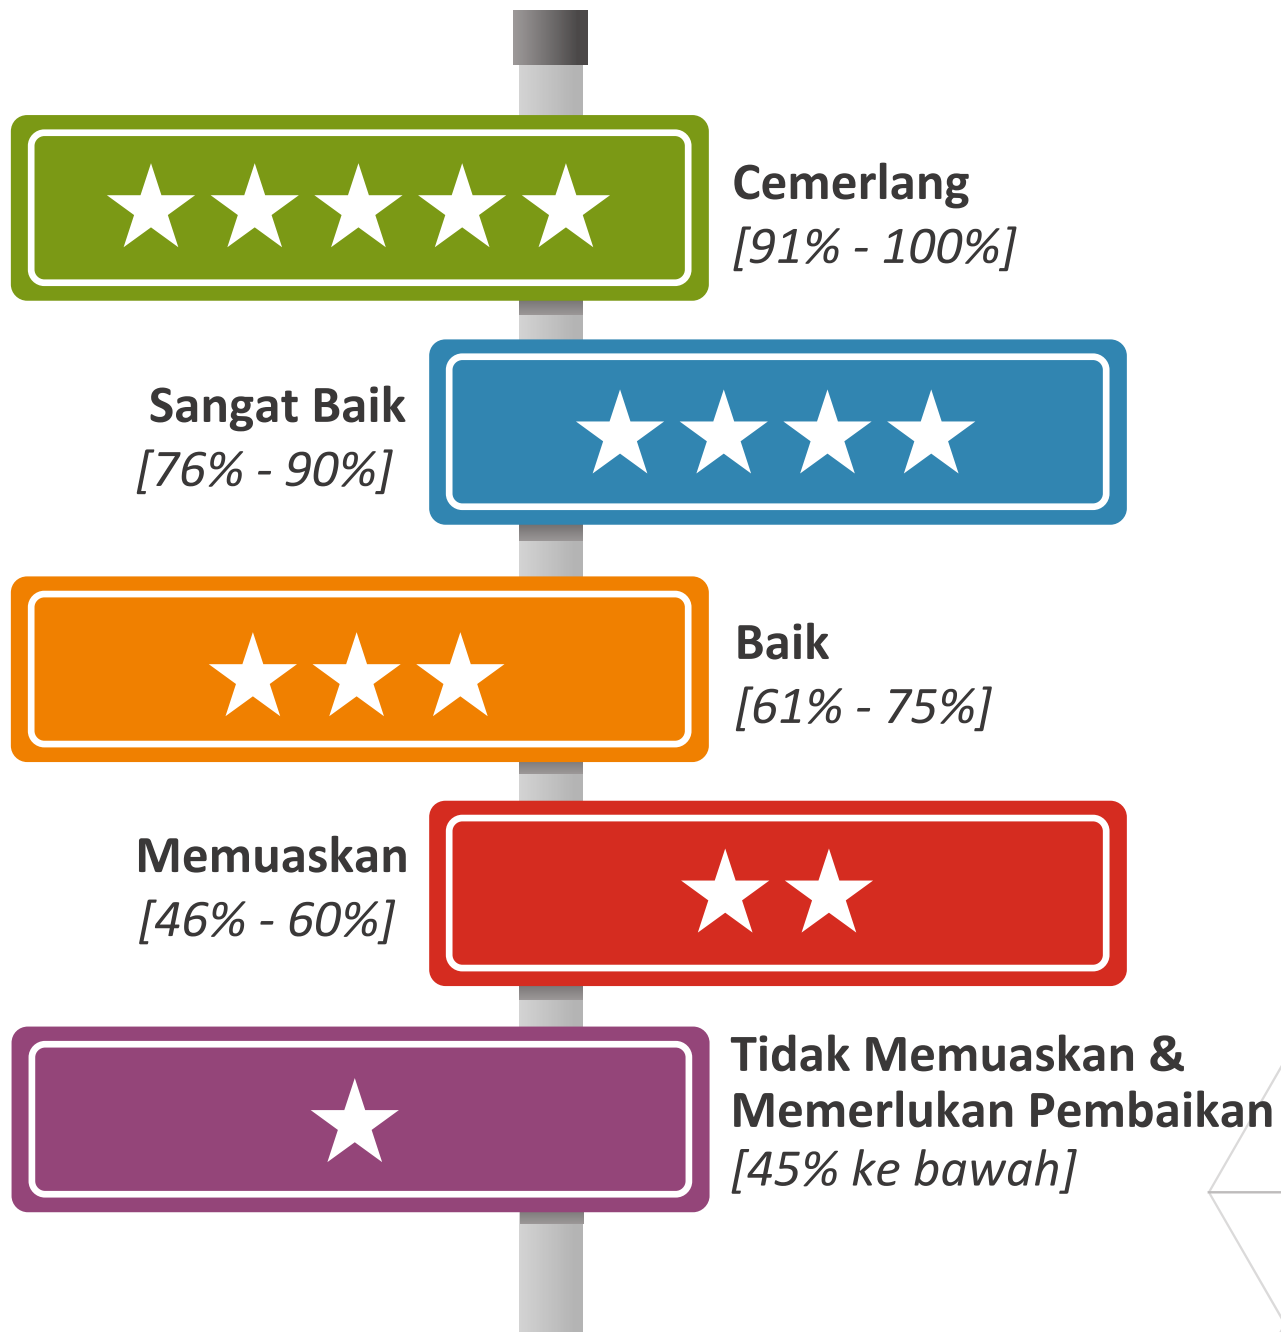 Cemerlang
[91% - 100%]
Sangat Baik
[76% - 90%]
Baik
[61% - 75%]
Memuaskan
[46% - 60%]
Tidak Memuaskan &
Memerlukan Pembaikan
[45% ke bawah]